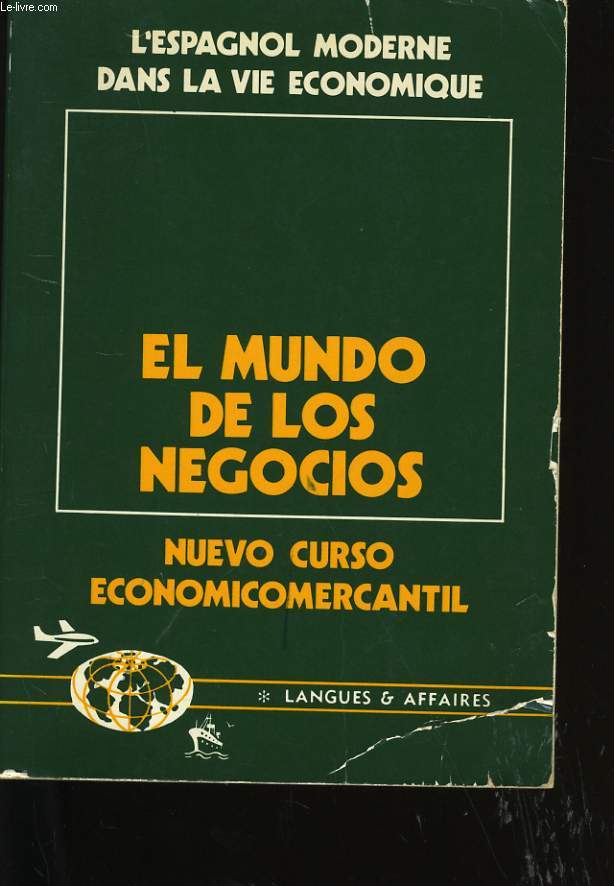 Le-livre.com
L'ESPAGNOL MODERNE
DANS LA VIE ECONOMIQUE
EL MUNDO
DE LOS
NEGOCIOS
NUEVO CURSO
ECONOMICOMERCANTIL
* LANGUES & AFFAIRES